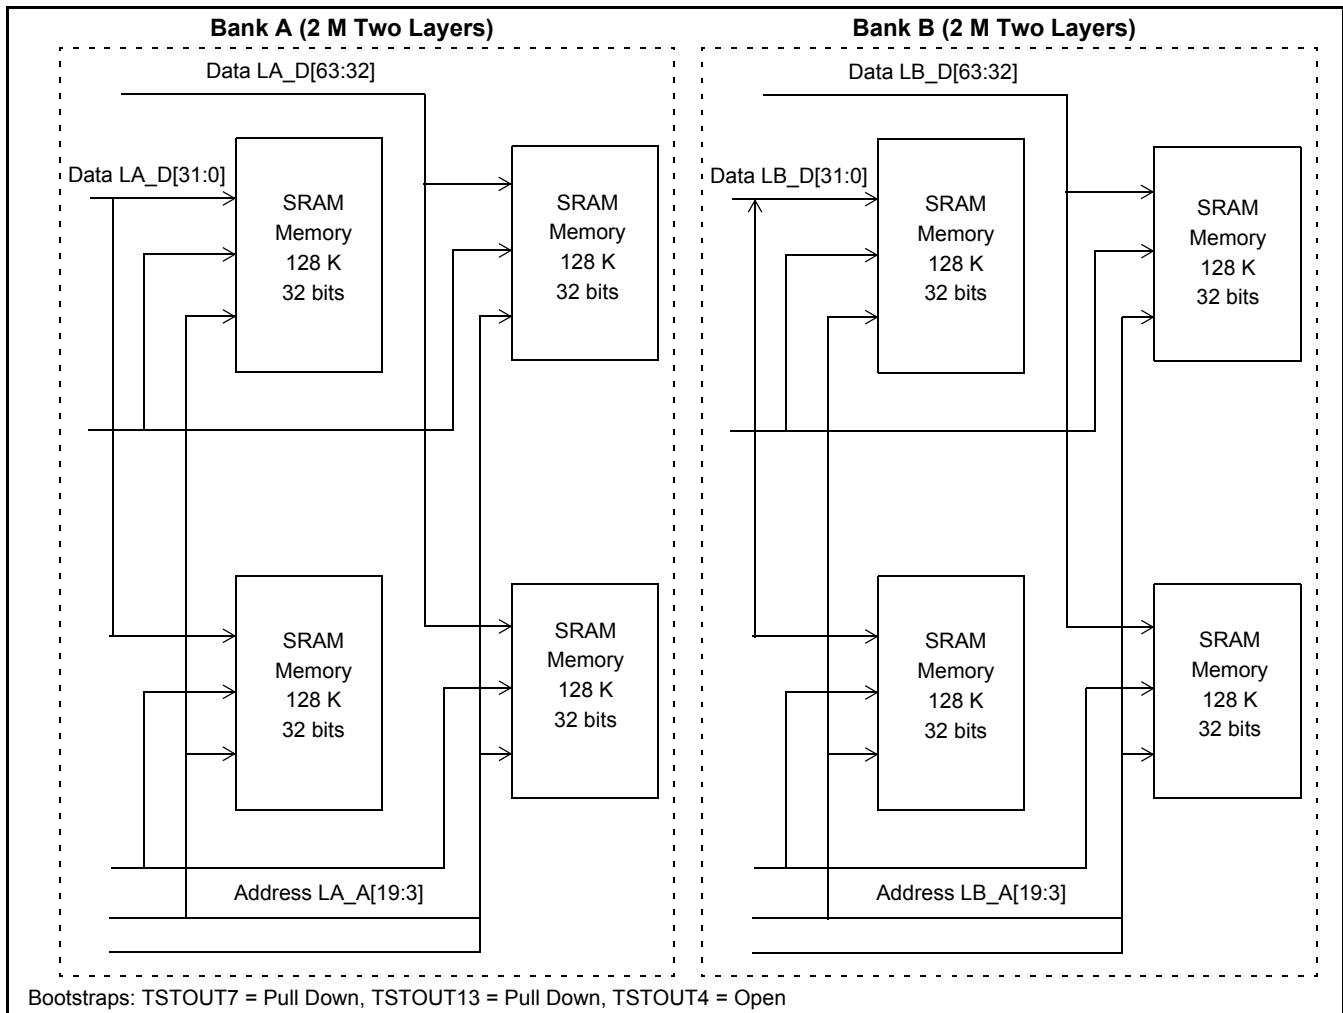 Bank A (2 M Two Layers)
Data LA_D[63:32]
Data LA_D[31:0]
SRAM
Memory
128 K
32 bits
SRAM
Memory
128 K
32 bits
SRAM
Memory
128 K
32 bits
SRAM
Memory
128 K
32 bits
Address LA_A[19:3]
Bank B (2 M Two Layers)
Data LB_D[63:32]
Data LB_D[31:0]
SRAM
Memory
128 K
32 bits
SRAM
Memory
128 K
32 bits
SRAM
Memory
128 K
32 bits
SRAM
Memory
128 K
32 bits
Address LB_A[19:3]
Bootstraps: TSTOUT7 = Pull Down, TSTOUT13 = Pull Down, TSTOUT4 = Open